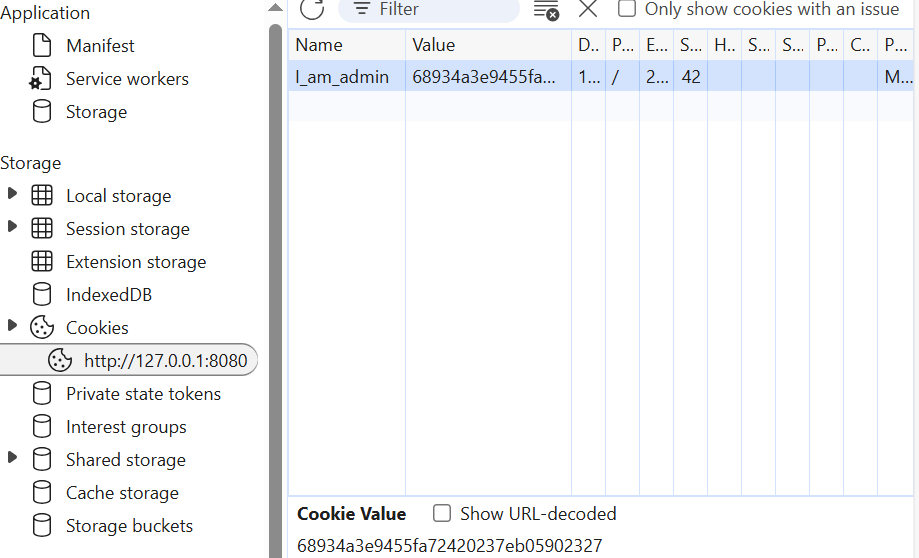 Application
Manifest
Service workers
Storage
Storage
Local storage
Session storage
Extension storage
IndexedDB
Cookies
http://127.0.0.1:8080
Private state tokens
Interest groups
Shared storage
Cache storage
Storage buckets
Filter
Only show cookies with an issue
Name Value D.. P... E... S... H.. S... S... P... C.. P...
I_am_admin 68934a3e9455fa... 1... / 2... 42 M...
Cookie Value Show URL-decoded
68934a3e9455fa72420237eb05902327